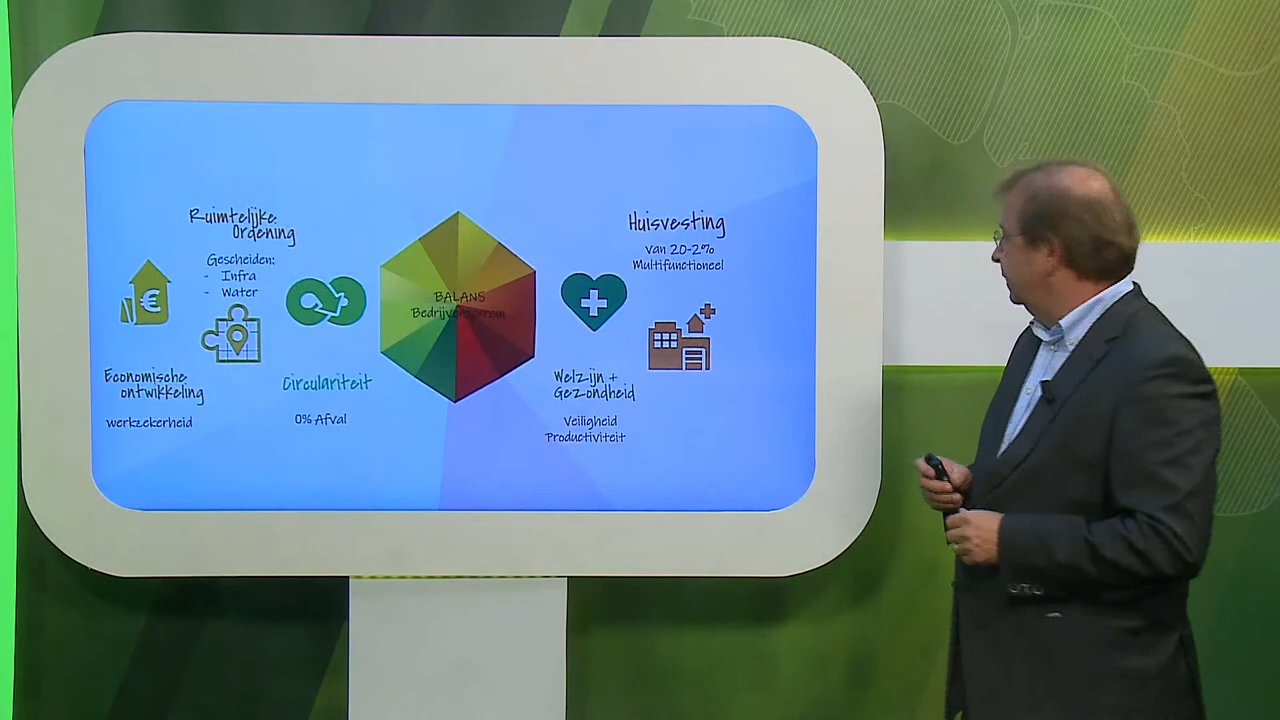 Ruimtelijke
Ordening
Gescheiden:
- Infra
- Water
€
Economische
ontwikkeling
werkzekerheid
Circulariteit
0% Afval
BALANS
Welzijn +
Gezondheid
Veiligheid
Productiviteit
Huisvesting
van 20-2%
Multifunctioneel